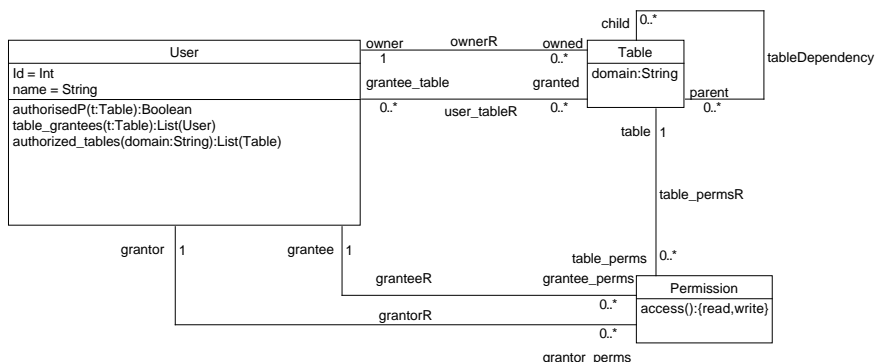 child 0..*
User
owner ownerR owned
1 0..*
Table
tableDependency
Id = Int
name = String
domain:String
grantee_table granted
parent
0..* user_tableR 0..*
0..*
authorisedP(t:Table):Boolean
table_grantees(t:Table):List(User)
authorized_tables(domain:String):List(Table)
table 1
table_permsR
grantor 1
grantee 1
table_perms 0..*
granteeR
grantee_perms
0..*
Permission
access():{read,write}
grantorR
0..*
grantor_perms